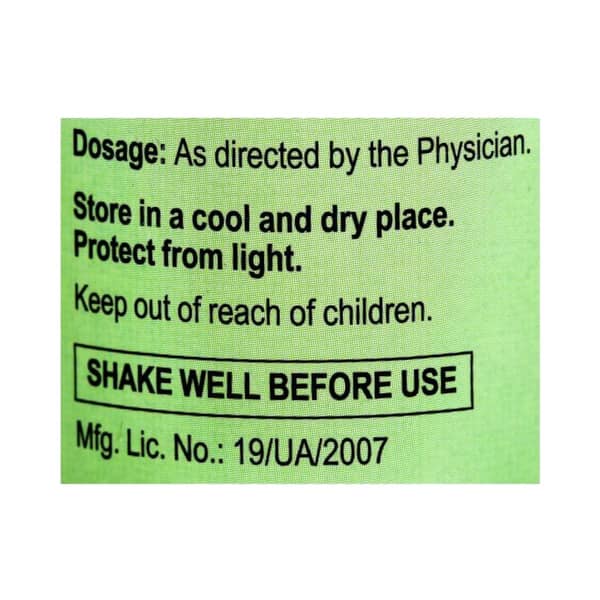 Dosage: As directed by the Physician.
Store in a cool and dry place.
Protect from light.
Keep out of reach of children.
SHAKE WELL BEFORE USE
Mfg. Lic. No.: 19/UA/2007